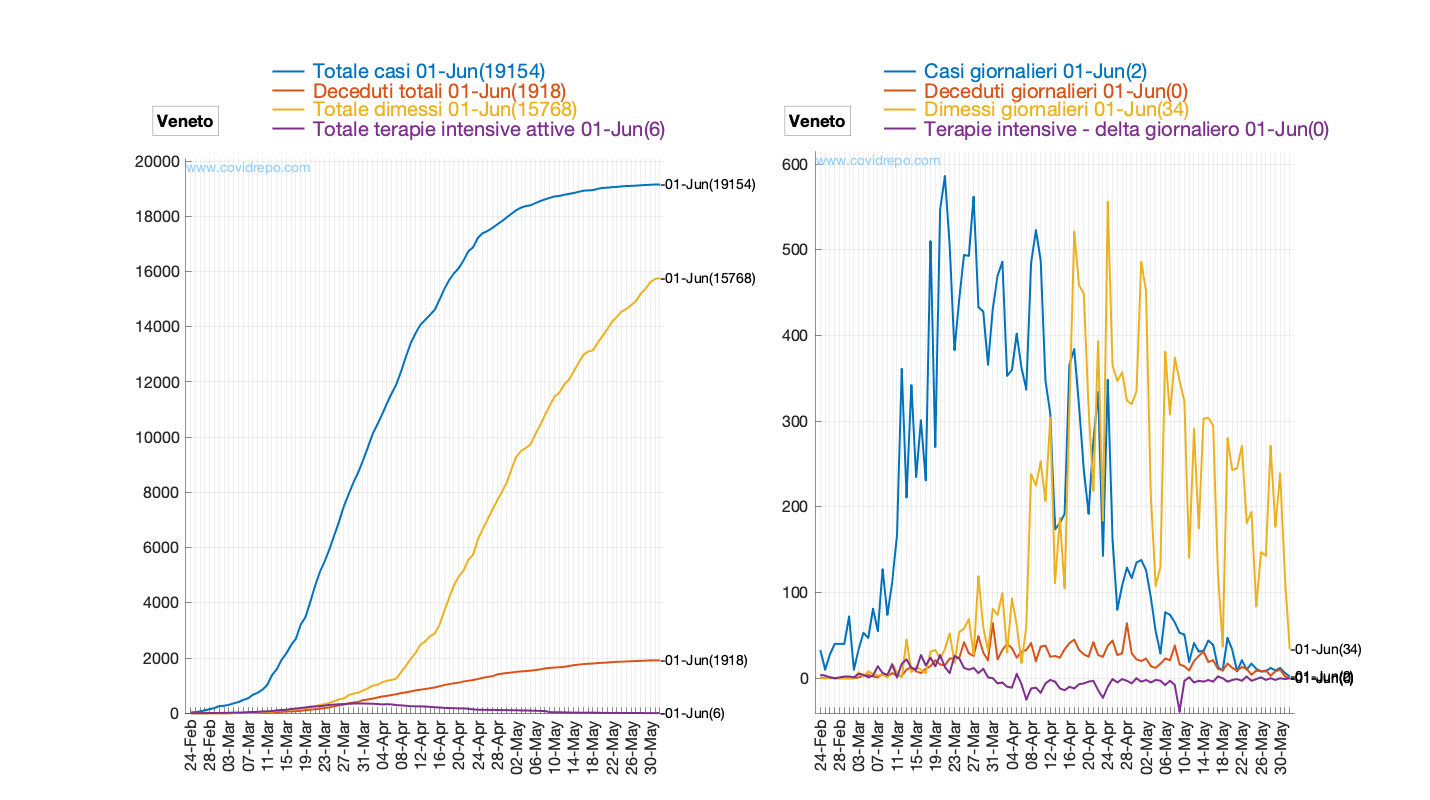 Totale casi 01-Jun(19154)
Deceduti totali 01-Jun(1918)
Totale dimessi 01-Jun(15768)
Totale terapie intensive attive 01-Jun(6)
Veneto
www.covidrepo.com
20000
18000
16000
14000
12000
10000
8000
6000
4000
2000
0
-01-Jun(19154)
-01-Jun(15768)
-01-Jun(1918)
-01-Jun(6)
24-Feb
28-Feb
03-Mar
07-Mar
11-Mar
15-Mar
19-Mar
23-Mar
27-Mar
31-Mar
04-Apr
08-Apr
12-Apr
16-Apr
20-Apr
24-Apr
28-Apr
02-May
06-May
10-May
14-May
18-May
22-May
26-May
30-May
Casi giornalieri 01-Jun(2)
Deceduti giornalieri 01-Jun(0)
Dimessi giornalieri 01-Jun(34)
Terapie intensive - delta giornaliero 01-Jun(0)
Veneto
www.covidrepo.com
600
500
400
300
200
100
0
-01-Jun(34)
-01-Jun(2)
24-Feb
28-Feb
03-Mar
07-Mar
11-Mar
15-Mar
19-Mar
23-Mar
27-Mar
31-Mar
04-Apr
08-Apr
12-Apr
16-Apr
20-Apr
24-Apr
28-Apr
02-May
06-May
10-May
14-May
18-May
22-May
26-May
30-May